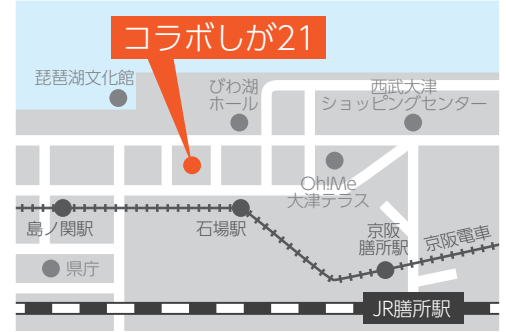 コラボしが21
琵琶湖文化館
びわ湖
ホール
西武大津
ショッピングセンター
Oh!Me
大津テラス
島ノ関駅
石場駅
京阪
膳所駅
京阪電車
県庁
JR膳所駅